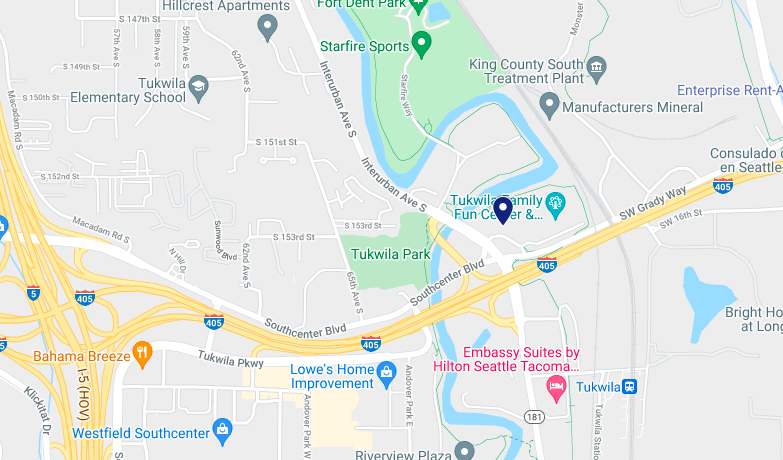 Hillcrest Apartments
Fort Dent Park
S 147th St
57th Ave S
58th Ave S
59th Ave S
62nd Ave S
Monster
Starfire Sports
Interurban Ave S
S 149th St
Tukwila
Elementary School
King County South
Treatment Plant
Starfire Way
Enterprise Rent-A
Macadam Rd S
S 150th St
Manufacturers Mineral
S 151st St
Consulado d
en Seattle
S 152nd St
Interurban Ave S
405
SW Grady Way
Tukwila Family
Fun Center &...
SW 16th St
Macadam Rd S
Sunwood Blvd
S 153rd St
S 153rd St
62nd Ave S
N Hill Dr
65th Ave S
Tukwila Park
Southcenter Blvd
405
5
405
405
Southcenter Blvd
405
Bright Ho
at Long
Bahama Breeze
Tukwila Pkwy
Embassy Suites by
Hilton Seattle Tacoma...
Lowe's Home
Improvement
I-5 (HOV)
Tukwila
Klickitat Dr
Andover Park W
Andover Park E
181
Tukwila Statio
Westfield Southcenter
S
Riverview Plaza